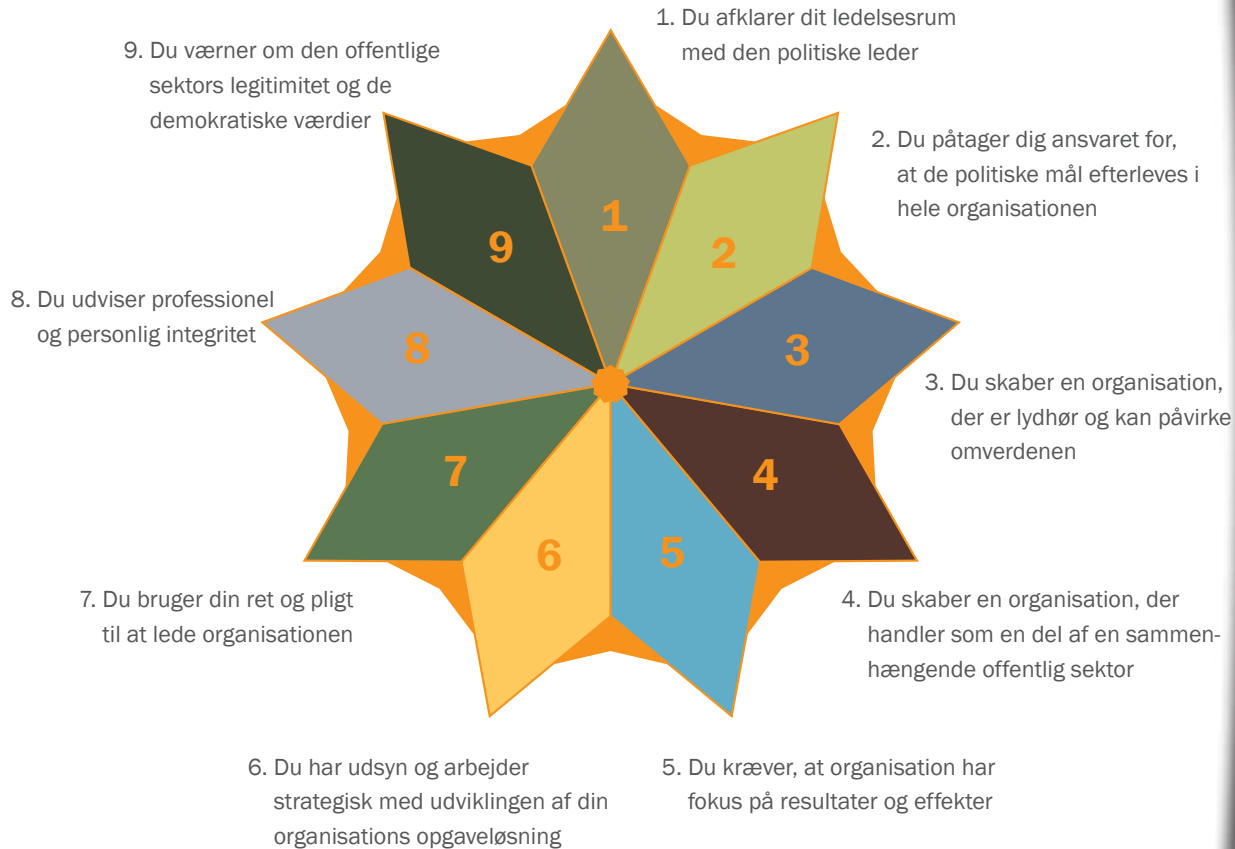 1. Du afklarer dit ledelsesrum
med den politiske leder
2. Du påtager dig ansvaret for,
at de politiske mål efterleves i
hele organisationen
3. Du skaber en organisation,
der er lydhør og kan påvirke
omverdenen
4. Du skaber en organisation, der
handler som en del af en sammen-
hængende offentlig sektor
5. Du kræver, at organisation har
fokus på resultater og effekter
6. Du har udsyn og arbejder
strategisk med udviklingen af din
organisations opgaveløsning
7. Du bruger din ret og pligt
til at lede organisationen
8. Du udviser professionel
og personlig integritet
9. Du værner om den offentlige
sektors legitimitet og de
demokratiske værdier
1
2
3
4
5
6
7
8
9